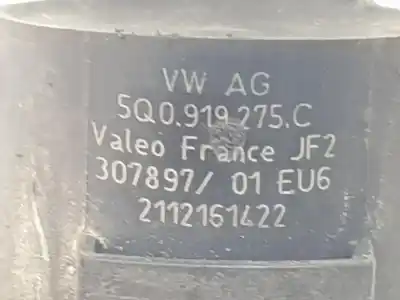 VW AG
5Q0.919 275.C
Valeo France JF2
307897/ 01 EU6
2112161422